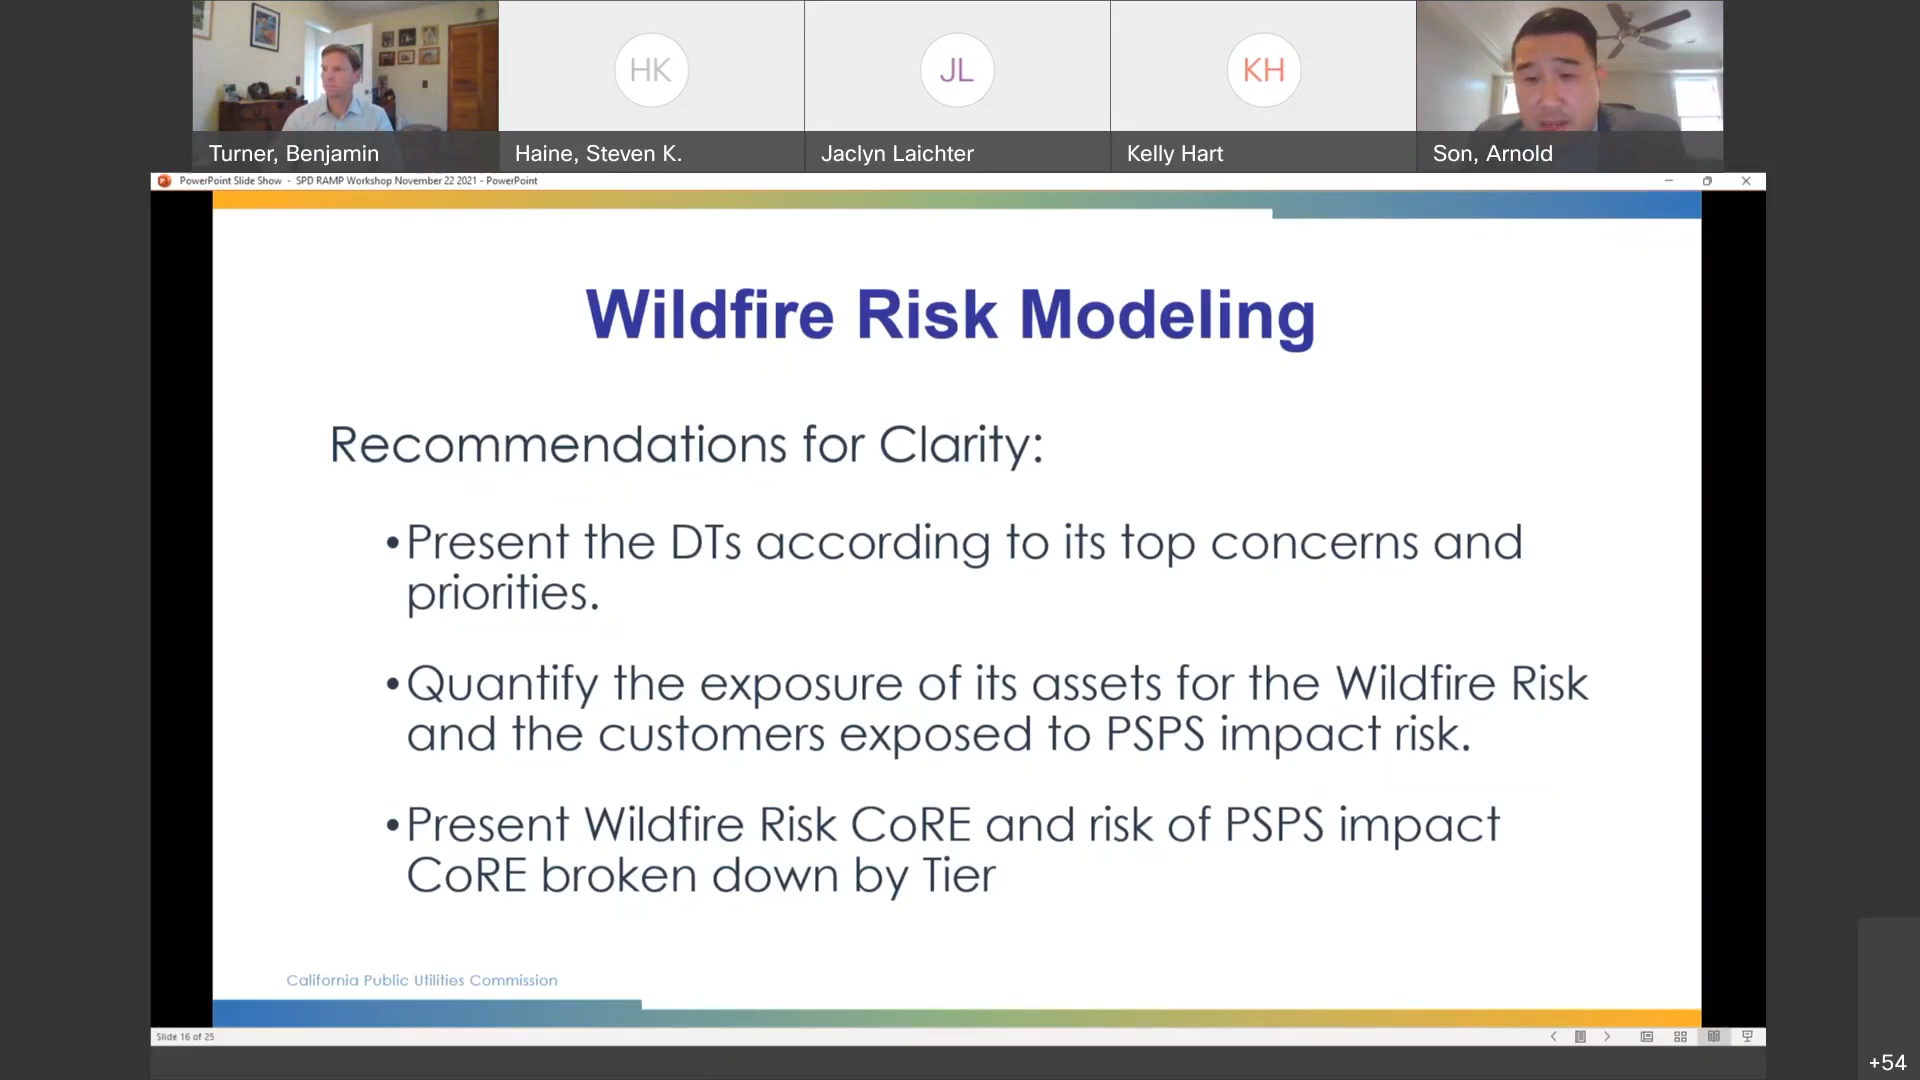 HK
JL
KH
Turner, Benjamin
Haine, Steven K.
Jaclyn Laichter
Kelly Hart
Son, Arnold
PowerPoint Slide Show - SPD RAMP Workshop November 22 2021 - PowerPoint
Wildfire Risk Modeling
Recommendations for Clarity:
•Present the DTs according to its top concerns and
priorities.
•Quantify the exposure of its assets for the Wildfire Risk
and the customers exposed to PSPS impact risk.
•Present Wildfire Risk CoRE and risk of PSPS impact
CoRE broken down by Tier
California Public Utilities Commission
Slide 16 of 25
+54